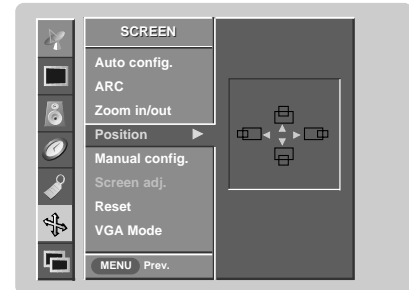 SCREEN
Auto config.
ARC
Zoom in/out
Position
Manual config.
Screen adj.
Reset
VGA Mode
MENU Prev.